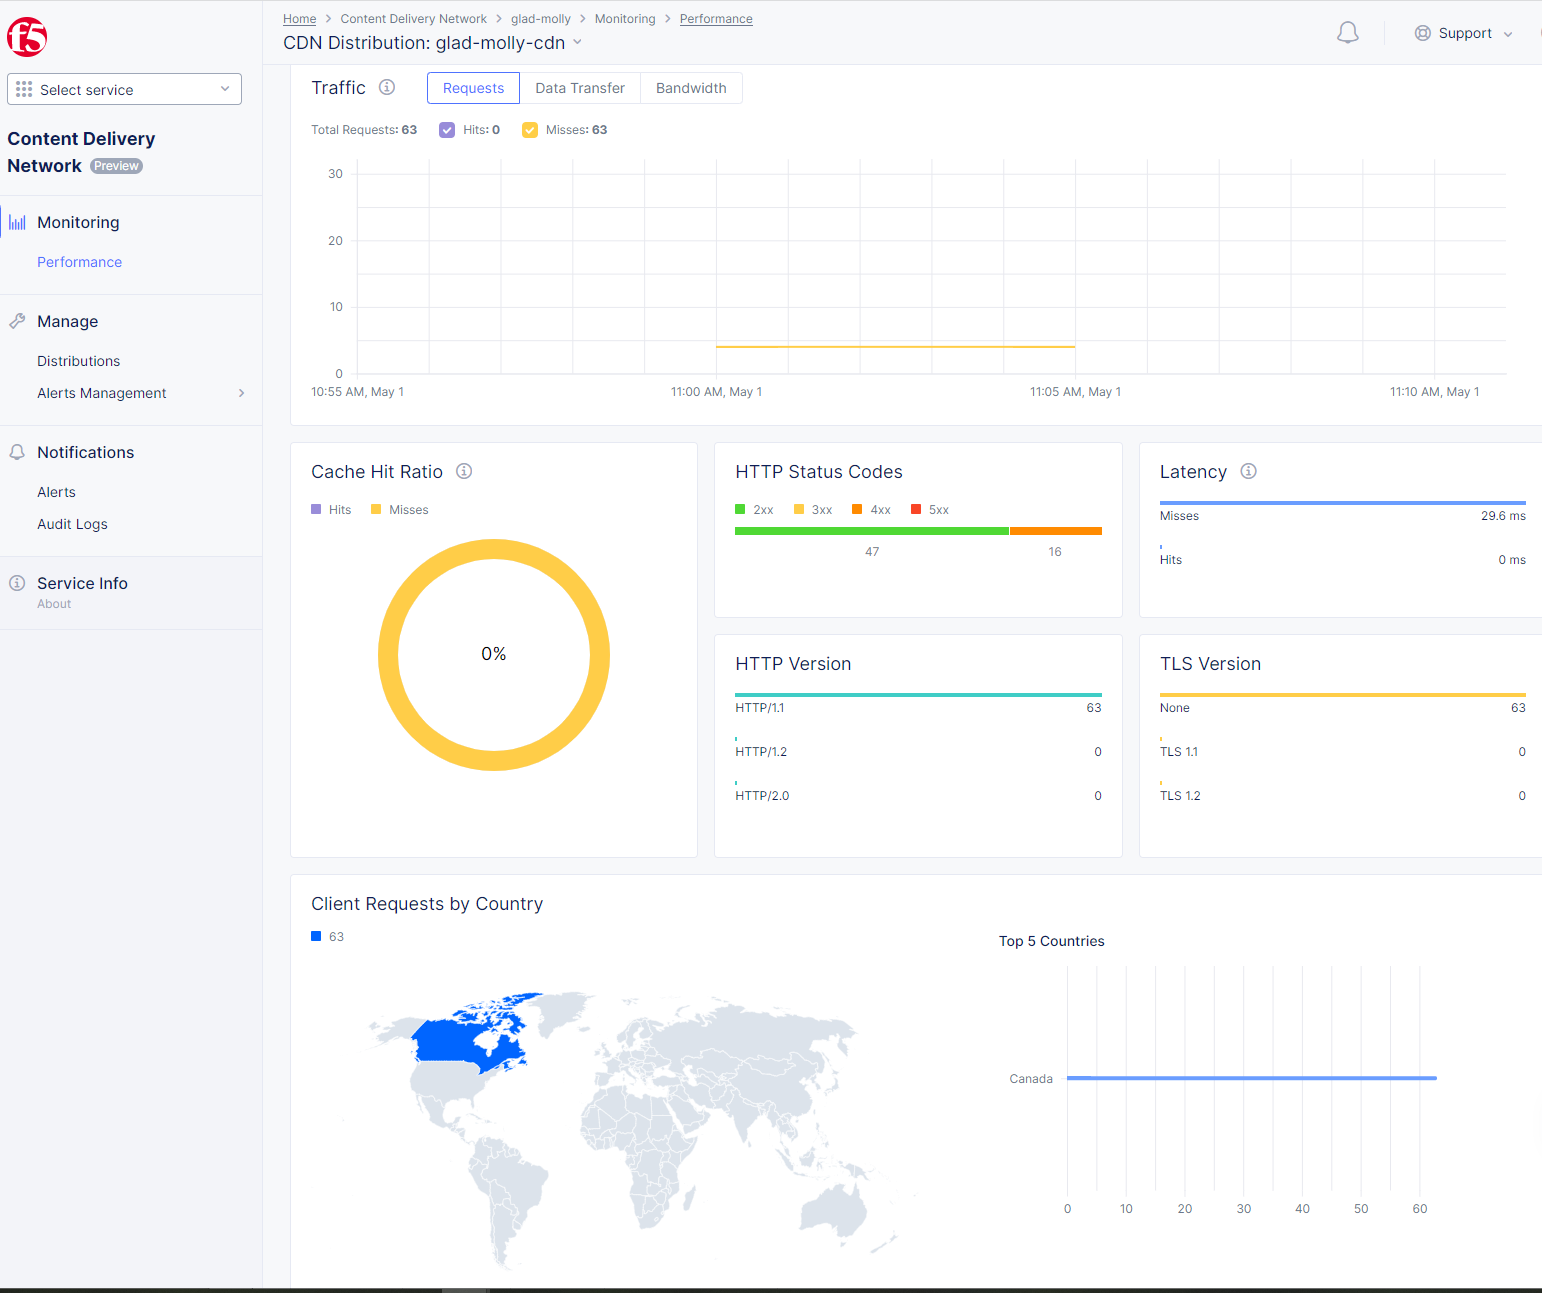 f5
Home > Content Delivery Network > glad-molly > Monitoring > Performance
CDN Distribution: glad-molly-cdn
Support
Select service
Content Delivery
Network Preview
Monitoring
Performance
Manage
Distributions
Alerts Management
Notifications
Alerts
Audit Logs
Service Info
About
Traffic Requests Data Transfer Bandwidth
Total Requests: 63 Hits: 0 Misses: 63
30
20
10
0
10:55 AM, May 1 11:00 AM, May 1 11:05 AM, May 1 11:10 AM, May 1
Cache Hit Ratio
Hits Misses
0%
HTTP Status Codes
2xx 3xx 4xx 5xx
47 16
Latency
Misses 29.6 ms
Hits 0 ms
HTTP Version
HTTP/1.1 63
HTTP/1.2 0
HTTP/2.0 0
TLS Version
None 63
TLS 1.1 0
TLS 1.2 0
Client Requests by Country
63
Top 5 Countries
Canada
0 10 20 30 40 50 60